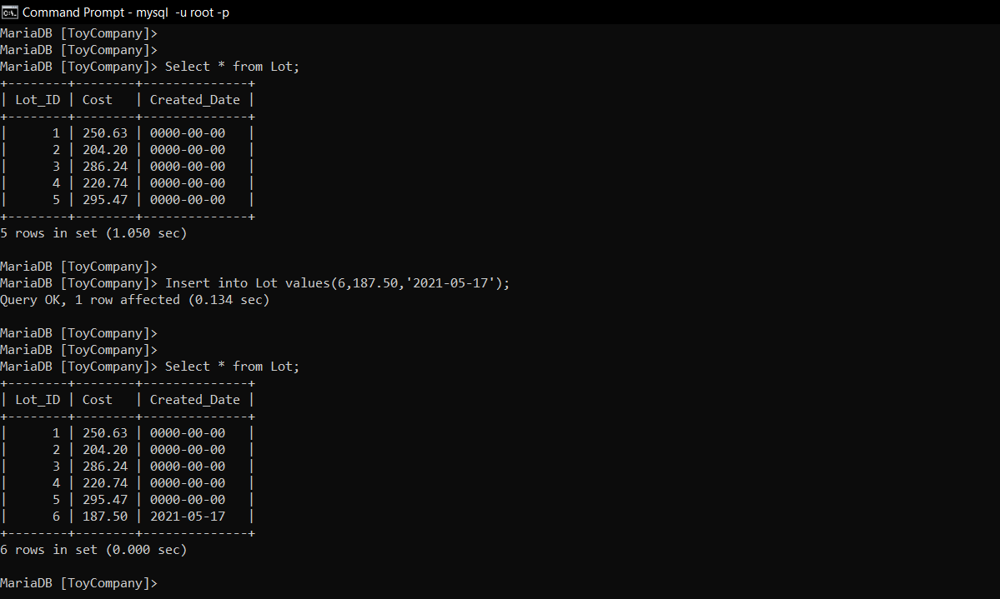 Command Prompt - mysql  -u root -p
MariaDB [ToyCompany]>
MariaDB [ToyCompany]>
MariaDB [ToyCompany]> Select * from Lot;
+--------+--------+--------------+
| Lot_ID | Cost   | Created_Date |
+--------+--------+--------------+
|      1 | 250.63 | 0000-00-00   |
|      2 | 204.20 | 0000-00-00   |
|      3 | 286.24 | 0000-00-00   |
|      4 | 220.74 | 0000-00-00   |
|      5 | 295.47 | 0000-00-00   |
+--------+--------+--------------+
5 rows in set (1.050 sec)

MariaDB [ToyCompany]>
MariaDB [ToyCompany]> Insert into Lot values(6,187.50,'2021-05-17');
Query OK, 1 row affected (0.134 sec)

MariaDB [ToyCompany]>
MariaDB [ToyCompany]>
MariaDB [ToyCompany]> Select * from Lot;
+--------+--------+--------------+
| Lot_ID | Cost   | Created_Date |
+--------+--------+--------------+
|      1 | 250.63 | 0000-00-00   |
|      2 | 204.20 | 0000-00-00   |
|      3 | 286.24 | 0000-00-00   |
|      4 | 220.74 | 0000-00-00   |
|      5 | 295.47 | 0000-00-00   |
|      6 | 187.50 | 2021-05-17   |
+--------+--------+--------------+
6 rows in set (0.000 sec)

MariaDB [ToyCompany]>